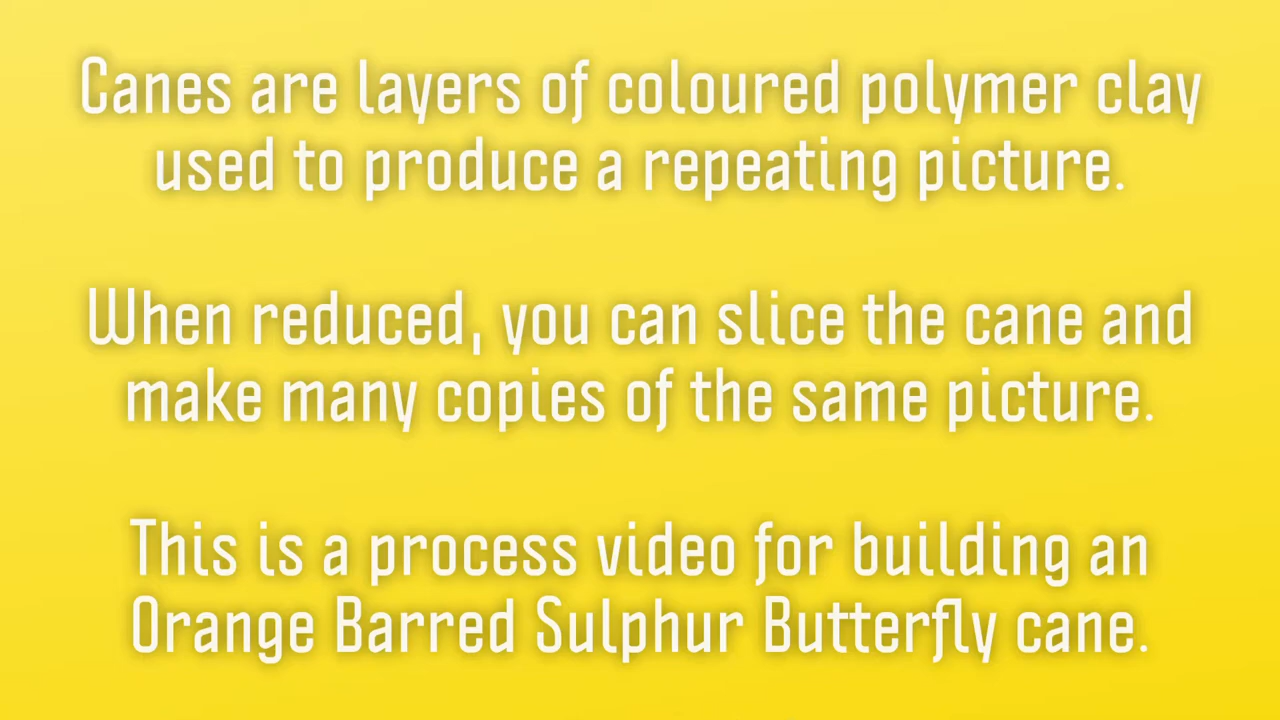 Canes are layers of coloured polymer clay
used to produce a repeating picture.
When reduced, you can slice the cane and
make many copies of the same picture.
This is a process video for building an
Orange Barred Sulphur Butterfly cane.